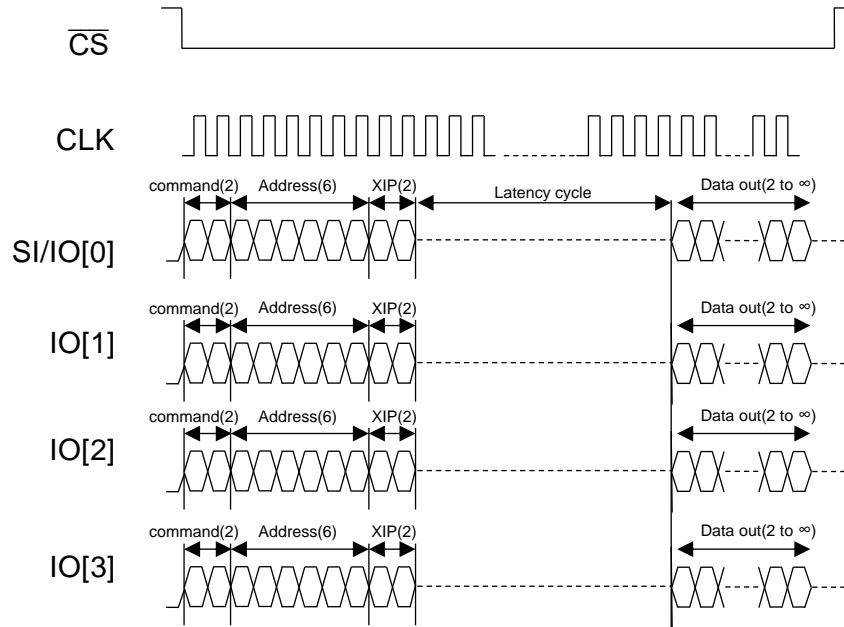 C̅S̅
CLK
command(2) Address(6) XIP(2) Latency cycle Data out(2 to ∞)
SI/IO[0]
command(2) Address(6) XIP(2) Data out(2 to ∞)
IO[1]
command(2) Address(6) XIP(2) Data out(2 to ∞)
IO[2]
command(2) Address(6) XIP(2) Data out(2 to ∞)
IO[3]